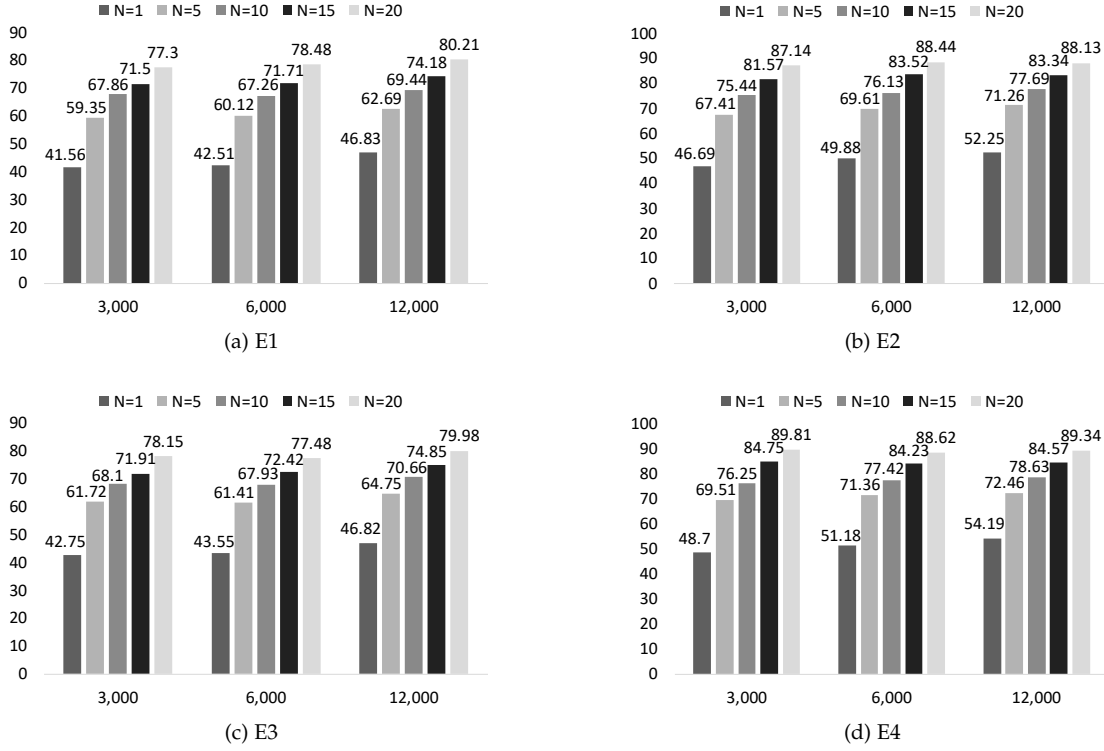 N=1 N=5 N=10 N=15 N=20
90
80
70
60
50
40
30
20
10
0
41.56 59.35 67.86 71.5 77.3
42.51 60.12 67.26 71.71 78.48
46.83 62.69 69.44 74.18 80.21
3,000 6,000 12,000
(a) E1
N=1 N=5 N=10 N=15 N=20
100
90
80
70
60
50
40
30
20
10
0
46.69 67.41 75.44 81.57 87.14
49.88 69.61 76.13 83.52 88.44
52.25 71.26 77.69 83.34 88.13
3,000 6,000 12,000
(b) E2
N=1 N=5 N=10 N=15 N=20
90
80
70
60
50
40
30
20
10
0
42.75 61.72 68.1 71.91 78.15
43.55 61.41 67.93 72.42 77.48
46.82 64.75 70.66 74.85 79.98
3,000 6,000 12,000
(c) E3
N=1 N=5 N=10 N=15 N=20
100
90
80
70
60
50
40
30
20
10
0
48.7 69.51 76.25 84.75 89.81
51.18 71.36 77.42 84.23 88.62
54.19 72.46 78.63 84.57 89.34
3,000 6,000 12,000
(d) E4